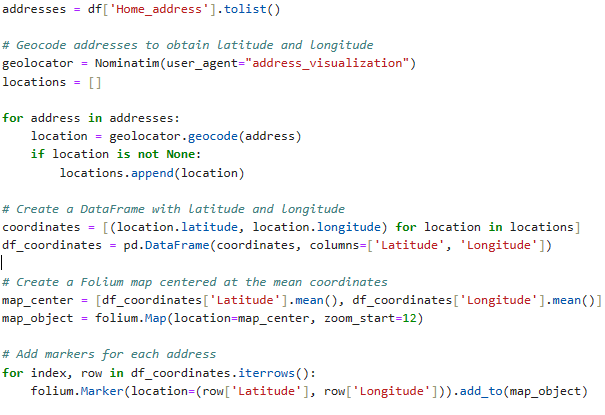 addresses = df['Home_address'].tolist()
# Geocode addresses to obtain latitude and longitude
geolocator = Nominatim(user_agent="address_visualization")
locations = []
for address in addresses:
    location = geolocator.geocode(address)
    if location is not None:
        locations.append(location)
# Create a DataFrame with latitude and longitude
coordinates = [(location.latitude, location.longitude) for location in locations]
df_coordinates = pd.DataFrame(coordinates, columns=['Latitude', 'Longitude'])
# Create a Folium map centered at the mean coordinates
map_center = [df_coordinates['Latitude'].mean(), df_coordinates['Longitude'].mean()]
map_object = folium.Map(location=map_center, zoom_start=12)
# Add markers for each address
for index, row in df_coordinates.iterrows():
    folium.Marker(location=(row['Latitude'], row['Longitude'])).add_to(map_object)